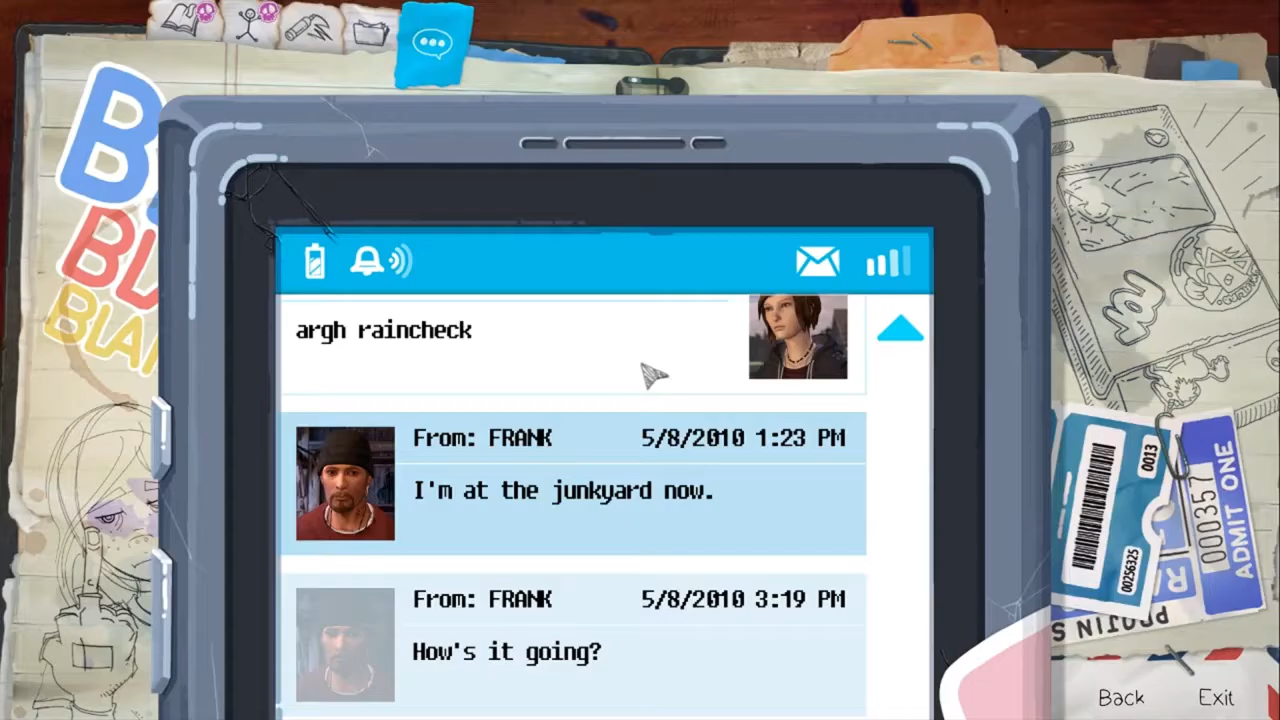 argh raincheck
From: FRANK 5/8/2010 1:23 PM
I'm at the junkyard now.
From: FRANK 5/8/2010 3:19 PM
How's it going?
0013
00256325
000357
ADMIT ONE
Back
Exit